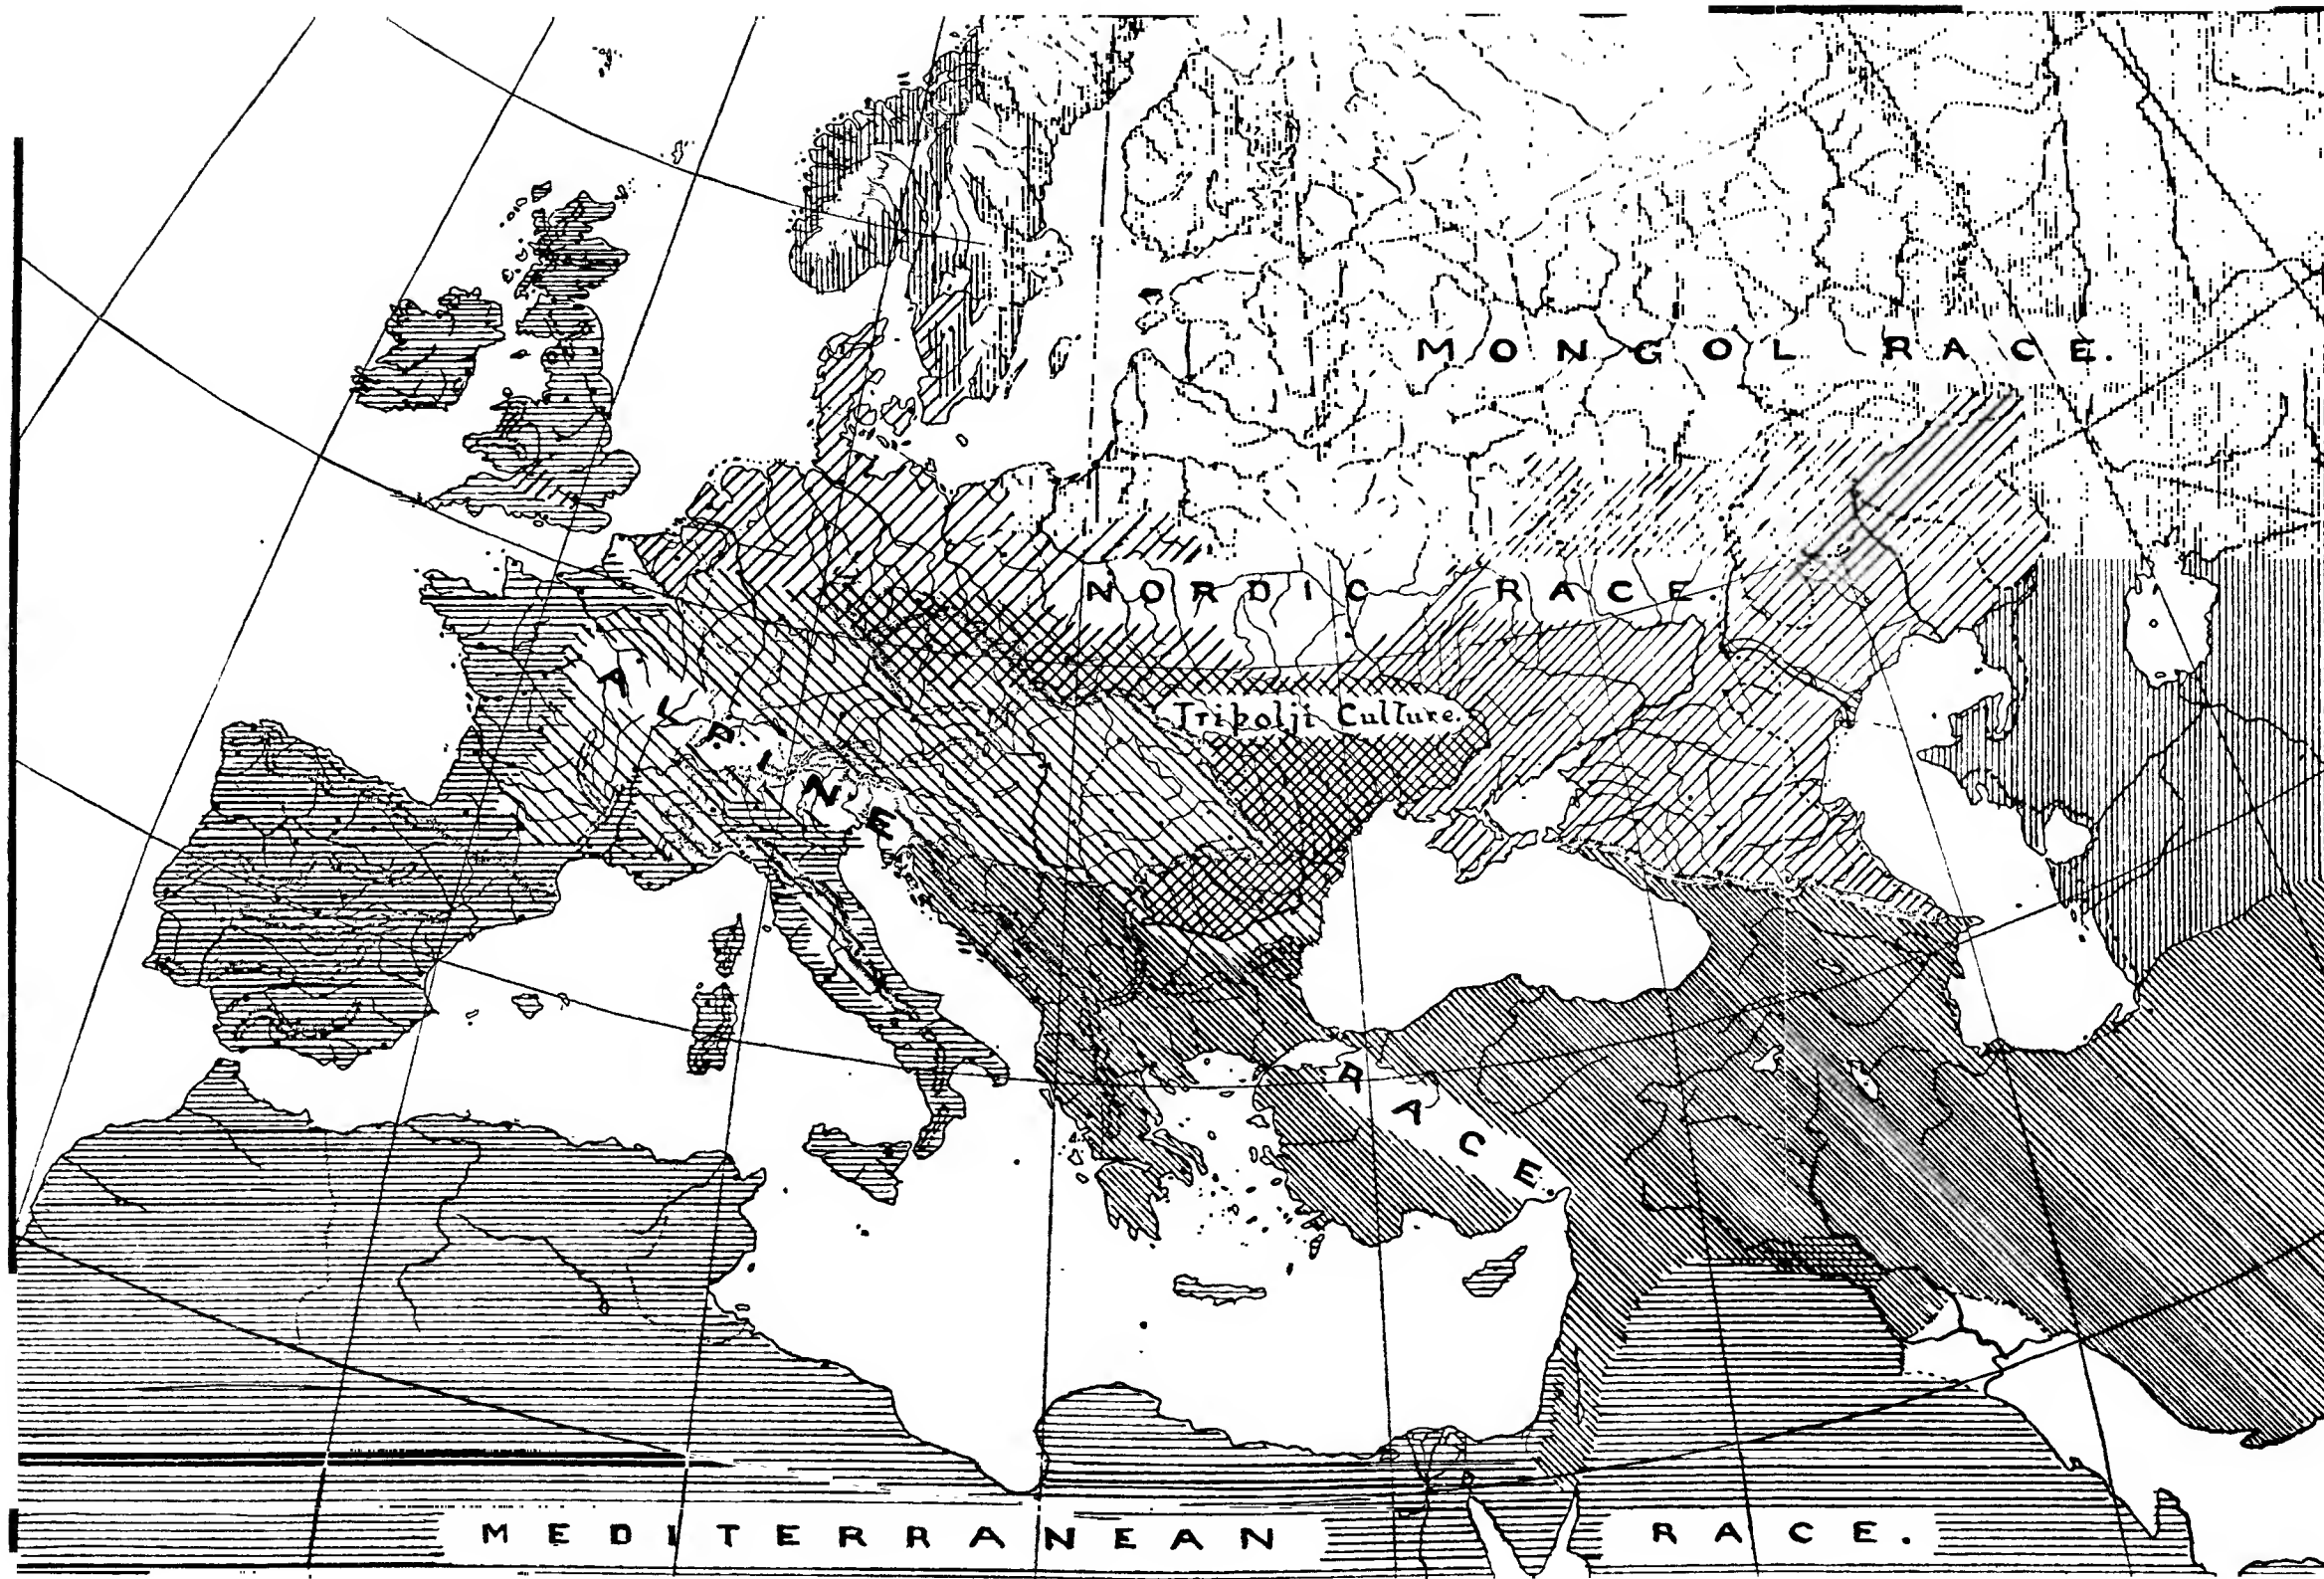 MONGOL RACE.
NORDIC RACE.
Tripolji Culture.
ALPINE RACE.
MEDITERRANEAN RACE.